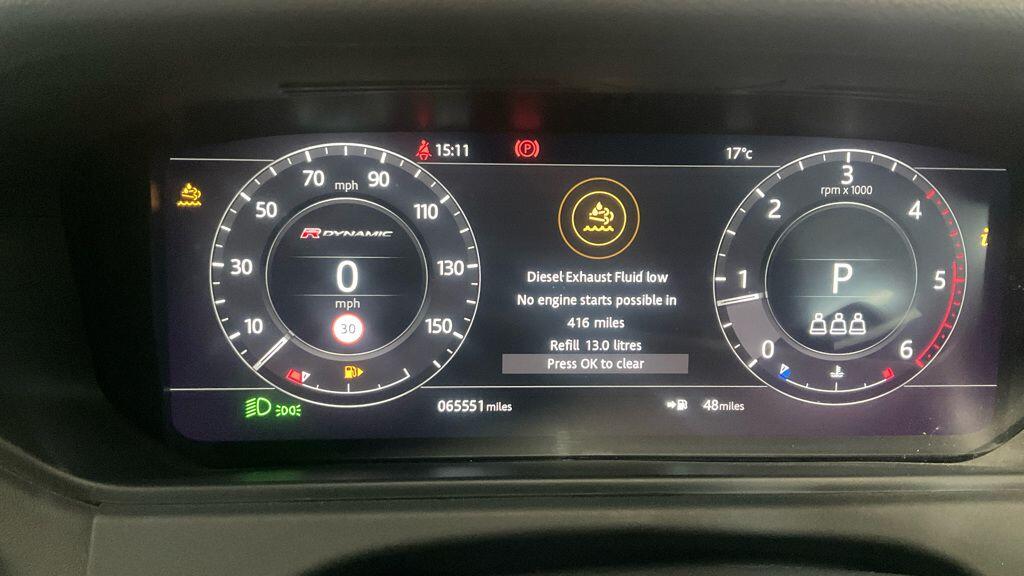 15:11
17°c
70 mph 90
50
110
30
130
10
150
R DYNAMIC
0
mph
30
Diesel Exhaust Fluid low
No engine starts possible in
416 miles
Refill 13.0 litres
Press OK to clear
3
rpm x 1000
2
4
1
5
0
6
P
065551 miles
48 miles